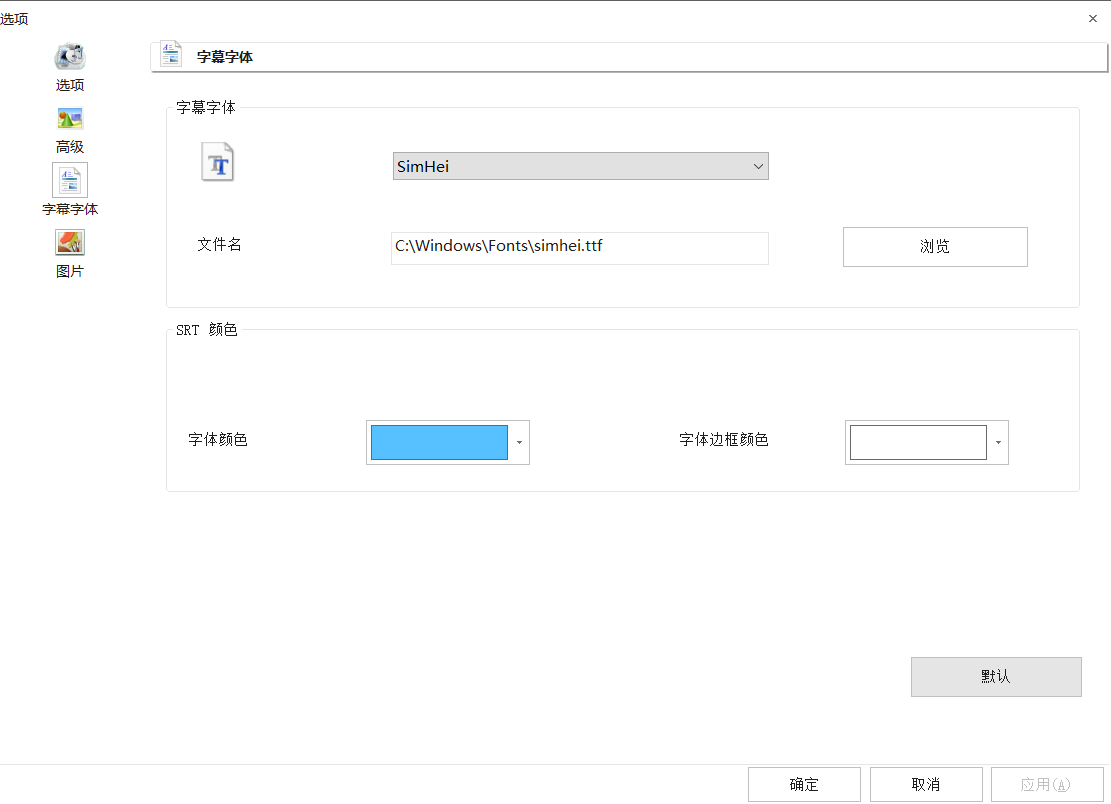 选项
选项
高级
字幕字体
图片
字幕字体
字幕字体
SimHei
文件名
C:\Windows\Fonts\simhei.ttf
浏览
SRT 颜色
字体颜色
字体边框颜色
默认
确定
取消
应用(A)